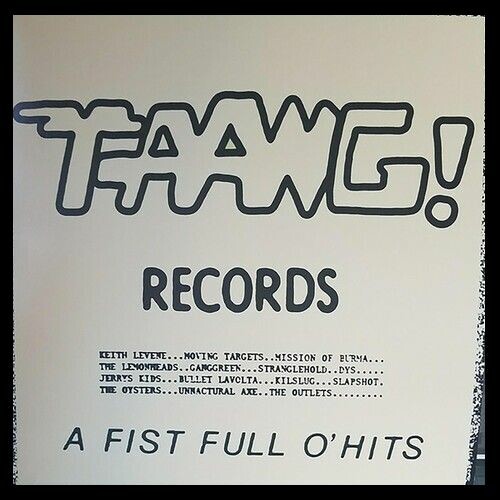 TAANG!
RECORDS
KEITH LEVENE...MOVING TARGETS..MISSION OF BURMA...
THE LEMONHEADS..GANGGREEN...STRANGLEHOLD..DYS.....
JERRYS KIDS...BULLET LAVOLTA...KILSLUG...SLAPSHOT.
THE OYSTERS...UNNACTURAL AXE..THE OUTLETS.........
A FIST FULL O'HITS